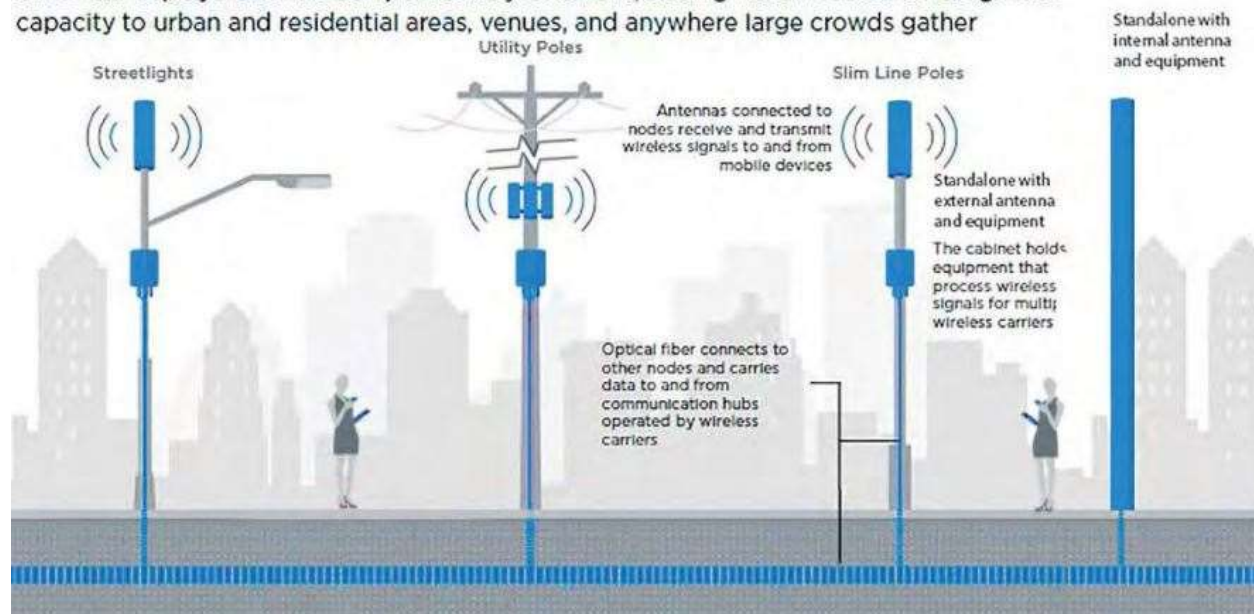 capacity to urban and residential areas, venues, and anywhere large crowds gather
Streetlights
Utility Poles
Slim Line Poles
Standalone with
internal antenna
and equipment
Antennas connected to
nodes receive and transmit
wireless signals to and from
mobile devices
Standalone with
external antenna
and equipment
The cabinet holds
equipment that
process wireless
signals for
wireless carriers
Optical fiber connects to
other nodes and carries
data to and from
communication hubs
operated by wireless
carriers